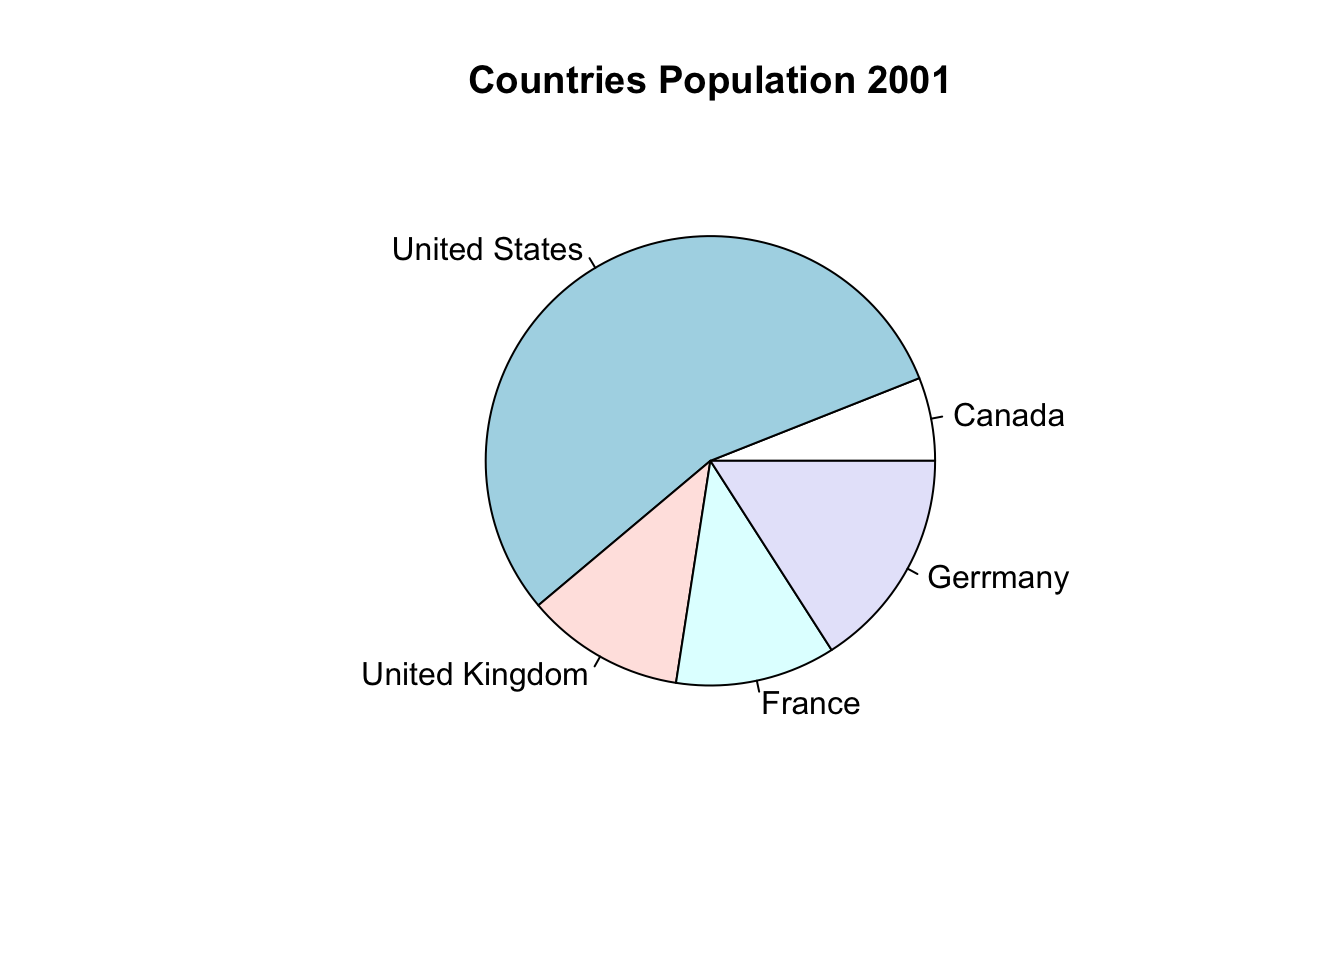 Countries Population 2001
United States
Canada
Gerrmany
United Kingdom
France